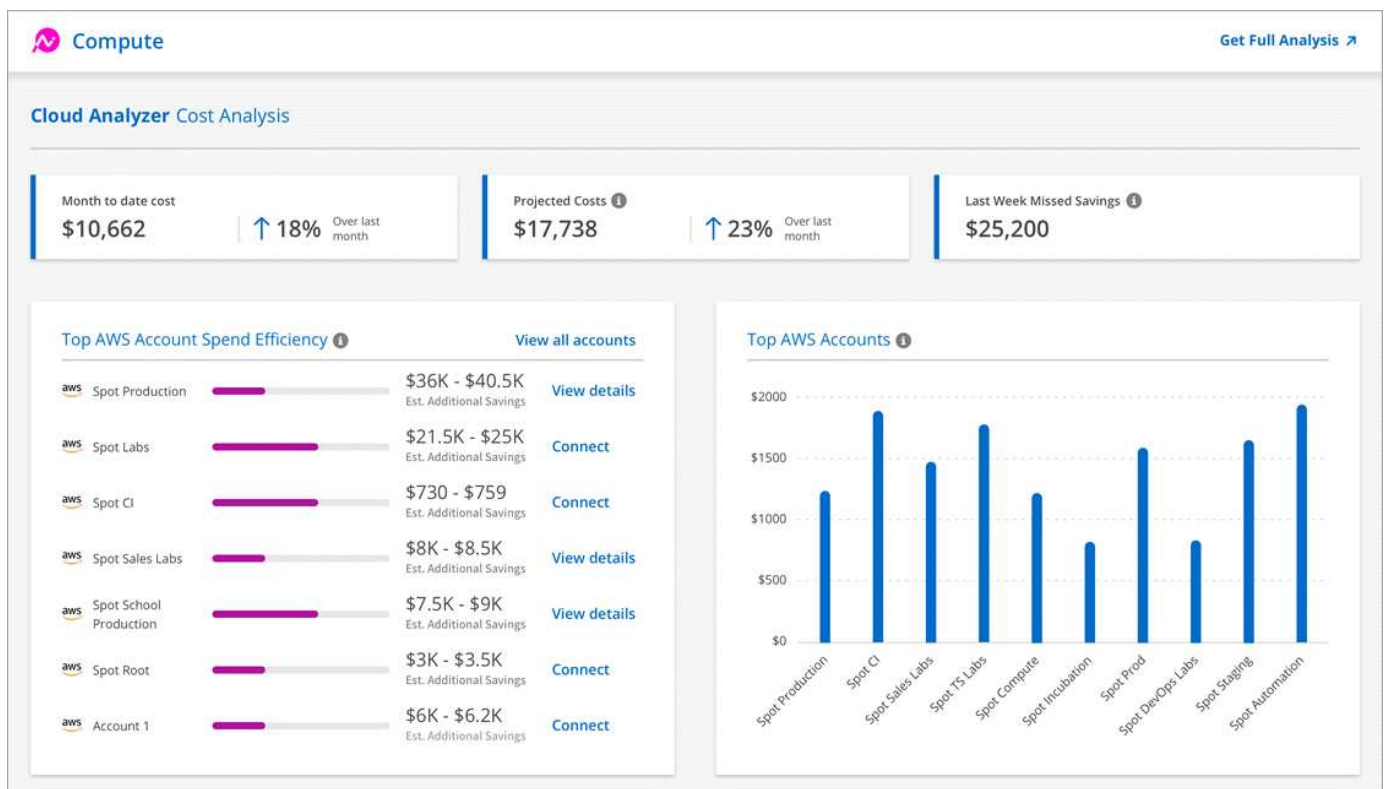 Compute
Get Full Analysis
Cloud Analyzer Cost Analysis
Month to date cost
$10,662
18%
Over last
month
Projected Costs
$17,738
23%
Over last
month
Last Week Missed Savings
$25,200
Top AWS Account Spend Efficiency
View all accounts
aws Spot Production
$36K - $40.5K
Est. Additional Savings
View details
aws Spot Labs
$21.5K - $25K
Est. Additional Savings
Connect
aws Spot CI
$730 - $759
Est. Additional Savings
Connect
aws Spot Sales Labs
$8K - $8.5K
Est. Additional Savings
View details
aws Spot School
Production
$7.5K - $9K
Est. Additional Savings
View details
aws Spot Root
$3K - $3.5K
Est. Additional Savings
Connect
aws Account 1
$6K - $6.2K
Est. Additional Savings
Connect
Top AWS Accounts
$2000
$1500
$1000
$500
$0
Spot Production
Spot CI
Spot Sales Labs
Spot TS Labs
Spot Compute
Spot Incubation
Spot Prod
Spot DevOps Labs
Spot Staging
Spot Automation